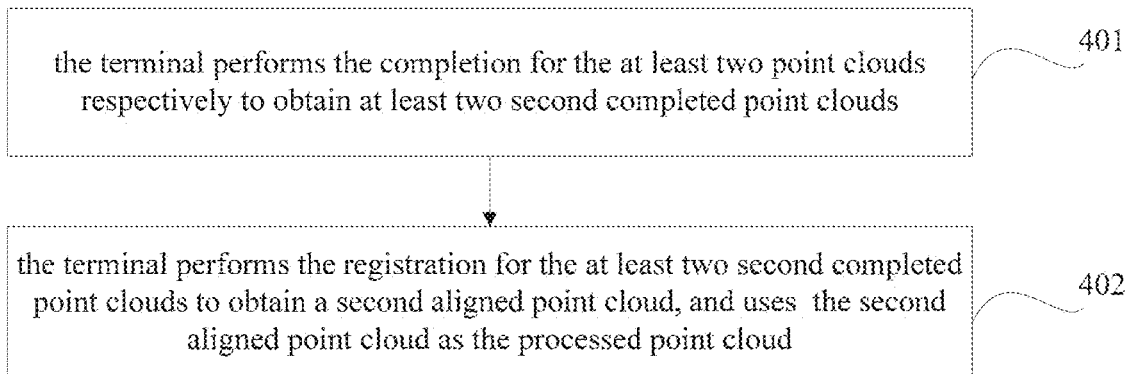 the terminal performs the completion for the at least two point clouds
respectively to obtain at least two second completed point clouds
401
the terminal performs the registration for the at least two second completed
point clouds to obtain a second aligned point cloud, and uses the second
aligned point cloud as the processed point cloud
402